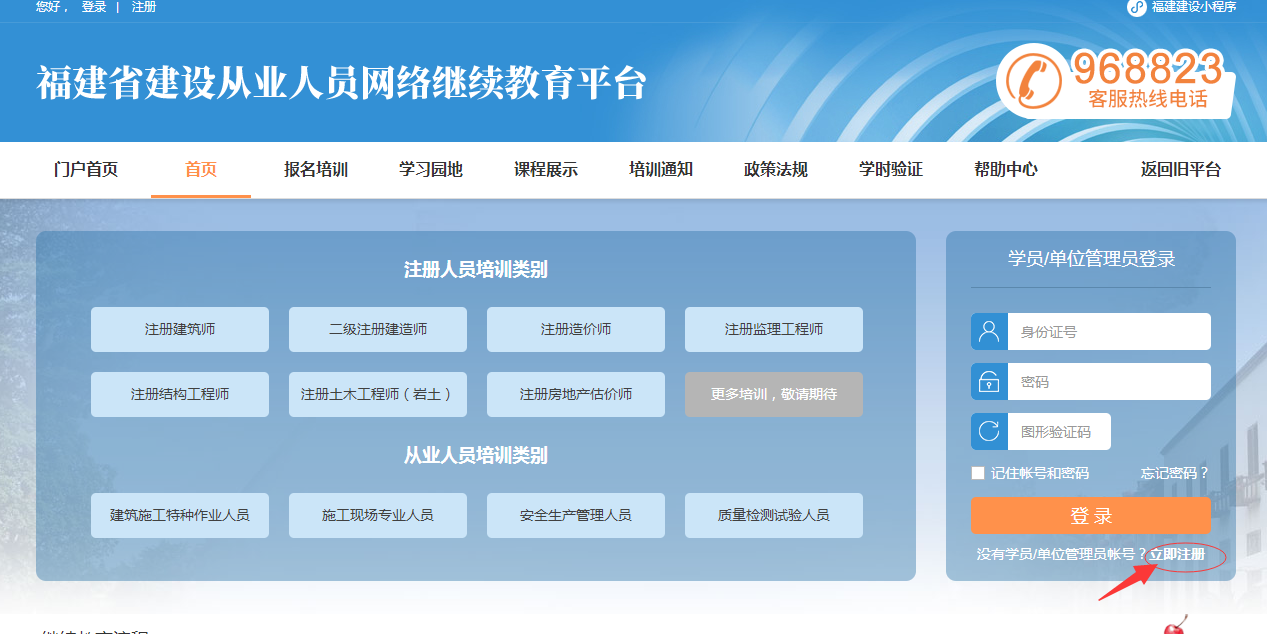 您好， 登录 | 注册
福建建设小程序
福建省建设从业人员网络继续教育平台
968823
客服热线电话
门户首页 首页 报名培训 学习园地 课程展示 培训通知 政策法规 学时验证 帮助中心 返回旧平台
注册人员培训类别
注册建筑师 二级注册建造师 注册造价师 注册监理工程师
注册结构工程师 注册土木工程师（岩土） 注册房地产估价师 更多培训，敬请期待
从业人员培训类别
建筑施工特种作业人员 施工现场专业人员 安全生产管理人员 质量检测试验人员
学员/单位管理员登录
身份证号
密码
图形验证码
记住帐号和密码 忘记密码？
登 录
没有学员/单位管理员帐号？立即注册
继续教育流程